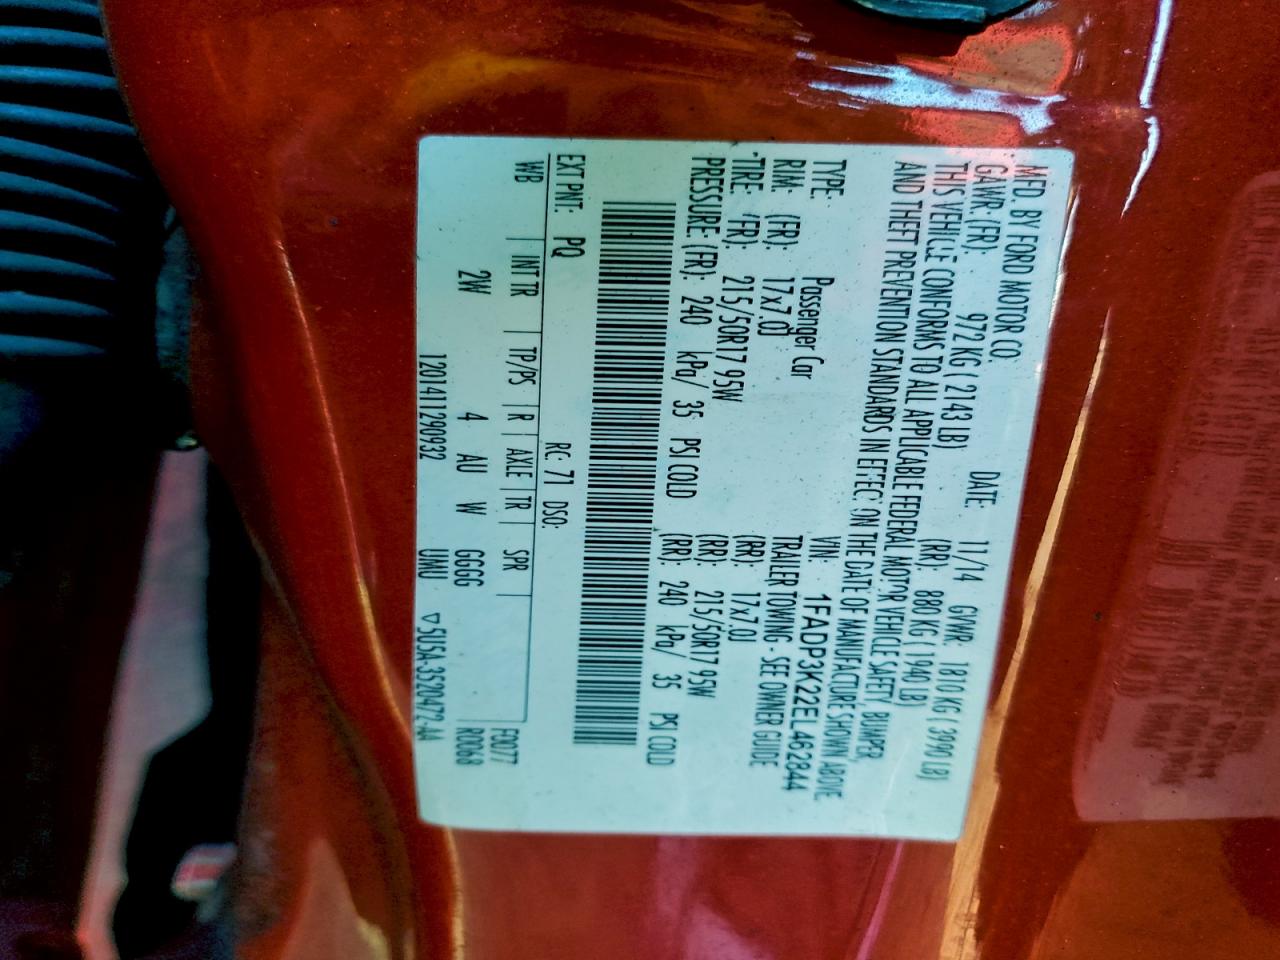 MFD. BY FORD MOTOR CO. DATE: 11/14 GVWR: 1810 KG ( 3990 LB)
GAWR: (FR): 972 KG ( 2143 LB) (RR): 880 KG ( 1940 LB)
THIS VEHICLE CONFORMS TO ALL APPLICABLE FEDERAL MOTOR VEHICLE SAFETY, BUMPER,
AND THEFT PREVENTION STANDARDS IN EFFECT ON THE DATE OF MANUFACTURE SHOWN ABOVE
VIN: 1FADP3K22EL462844
TYPE: Passenger Car TRAILER TOWING - SEE OWNER GUIDE
RIM: (FR): 17x7.0J (RR): 17x7.0J
TIRE: (FR): 215/50R17 95W (RR): 215/50R17 95W
PRESSURE: (FR): 240 kPa/ 35 PSI COLD (RR): 240 kPa/ 35 PSI COLD
EXT PNT: PQ RC: 71 DSO: F0077
WB INTTR TP/PS R AXLE TR SPR R0068
2W 4 AU W GGGG
1201411290932 UMU ▽5U5A-3520472-AA